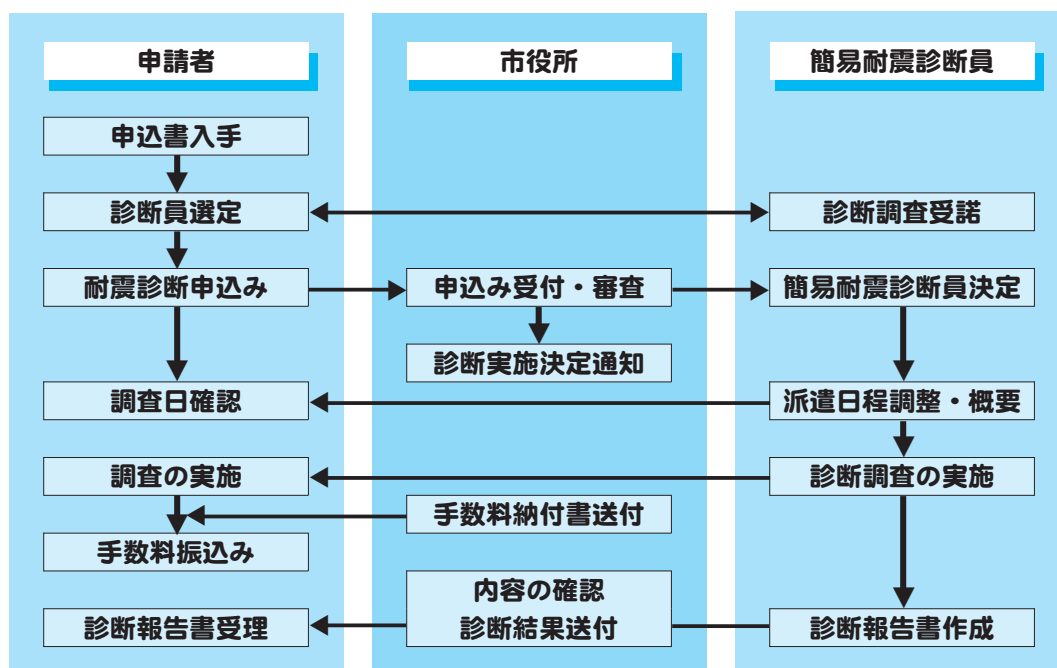 申請者
市役所
簡易耐震診断員
申込書入手
診断員選定
診断調査受諾
耐震診断申込み
申込み受付・審査
簡易耐震診断員決定
診断実施決定通知
調査日確認
派遣日程調整・概要
調査の実施
診断調査の実施
手数料納付書送付
手数料振込み
内容の確認
診断結果送付
診断報告書受理
診断報告書作成